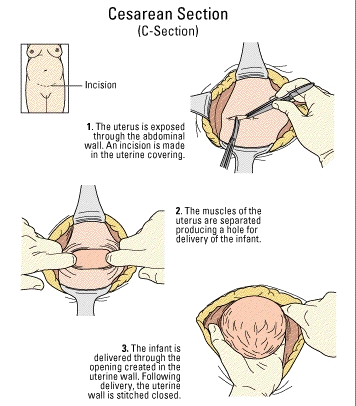 Cesarean Section
(C-Section)
Incision
1. The uterus is exposed
through the abdominal
wall. An incision is made
in the uterine covering.
2. The muscles of the
uterus are separated
producing a hole for
delivery of the infant.
3. The infant is
delivered through the
opening created in the
uterine wall. Following
delivery, the uterine
wall is stitched closed.